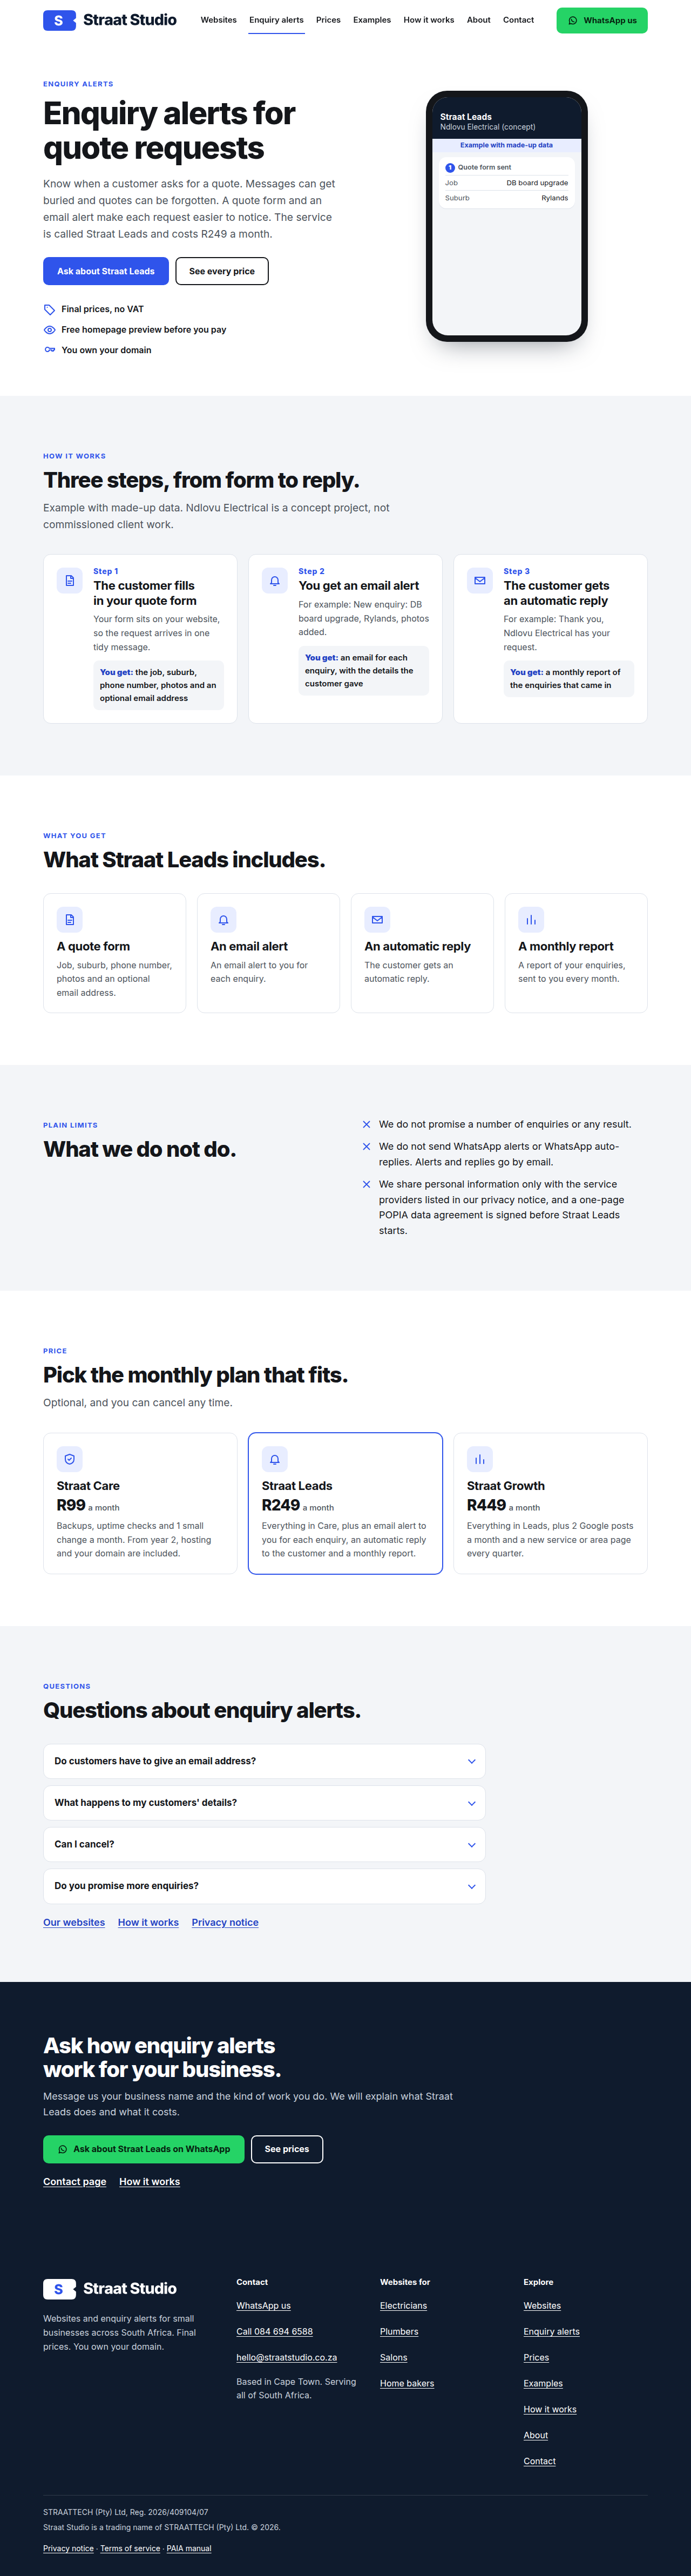 S Straat Studio
Websites
Enquiry alerts
Prices
Examples
How it works
About
Contact
WhatsApp us
ENQUIRY ALERTS
Enquiry alerts for
quote requests
Know when a customer asks for a quote. Messages can get
buried and quotes can be forgotten. A quote form and an
email alert make each request easier to notice. The service
is called Straat Leads and costs R249 a month.
Ask about Straat Leads
See every price
Final prices, no VAT
Free homepage preview before you pay
You own your domain
Straat Leads
Ndlovu Electrical (concept)
Example with made-up data
1 Quote form sent
Job DB board upgrade
Suburb Rylands
HOW IT WORKS
Three steps, from form to reply.
Example with made-up data. Ndlovu Electrical is a concept project, not
commissioned client work.
Step 1
The customer fills
in your quote form
Your form sits on your website,
so the request arrives in one
tidy message.
You get: the job, suburb,
phone number, photos and an
optional email address
Step 2
You get an email alert
For example: New enquiry: DB
board upgrade, Rylands, photos
added.
You get: an email for each
enquiry, with the details the
customer gave
Step 3
The customer gets
an automatic reply
For example: Thank you,
Ndlovu Electrical has your
request.
You get: a monthly report of
the enquiries that came in
WHAT YOU GET
What Straat Leads includes.
A quote form
Job, suburb, phone number,
photos and an optional
email address.
An email alert
An email alert to you for
each enquiry.
An automatic reply
The customer gets an
automatic reply.
A monthly report
A report of your enquiries,
sent to you every month.
PLAIN LIMITS
What we do not do.
We do not promise a number of enquiries or any result.
We do not send WhatsApp alerts or WhatsApp auto-
replies. Alerts and replies go by email.
We share personal information only with the service
providers listed in our privacy notice, and a one-page
POPIA data agreement is signed before Straat Leads
starts.
PRICE
Pick the monthly plan that fits.
Optional, and you can cancel any time.
Straat Care
R99 a month
Backups, uptime checks and 1 small
change a month. From year 2, hosting
and your domain are included.
Straat Leads
R249 a month
Everything in Care, plus an email alert to
you for each enquiry, an automatic reply
to the customer and a monthly report.
Straat Growth
R449 a month
Everything in Leads, plus 2 Google posts
a month and a new service or area page
every quarter.
QUESTIONS
Questions about enquiry alerts.
Do customers have to give an email address?
What happens to my customers' details?
Can I cancel?
Do you promise more enquiries?
Our websites
How it works
Privacy notice
Ask how enquiry alerts
work for your business.
Message us your business name and the kind of work you do. We will explain what Straat
Leads does and what it costs.
Ask about Straat Leads on WhatsApp
See prices
Contact page
How it works
S Straat Studio
Websites and enquiry alerts for small
businesses across South Africa. Final
prices. You own your domain.
Contact
WhatsApp us
Call 084 694 6588
hello@straatstudio.co.za
Based in Cape Town. Serving
all of South Africa.
Websites for
Electricians
Plumbers
Salons
Home bakers
Explore
Websites
Enquiry alerts
Prices
Examples
How it works
About
Contact
STRAATTECH (Pty) Ltd, Reg. 2026/409104/07
Straat Studio is a trading name of STRAATTECH (Pty) Ltd. © 2026.
Privacy notice · Terms of service · PAIA manual